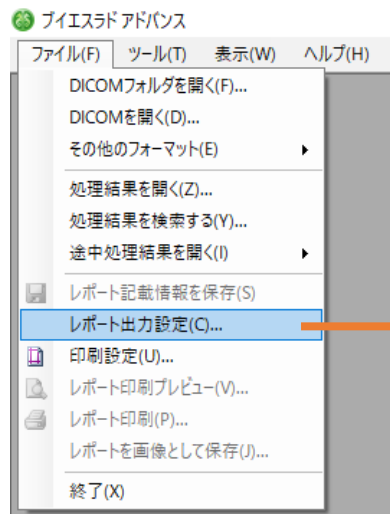 ブイエスラド アドバンス
ファイル(F) ツール(T) 表示(W) ヘルプ(H)
DICOMフォルダを開く(F)...
DICOMを開く(D)...
その他のフォーマット(E)
処理結果を開く(Z)...
処理結果を検索する(Y)...
途中処理結果を開く(I)
レポート記載情報を保存(S)
レポート出力設定(C)...
印刷設定(U)...
レポート印刷プレビュー(V)...
レポート印刷(P)...
レポートを画像として保存(J)...
終了(X)